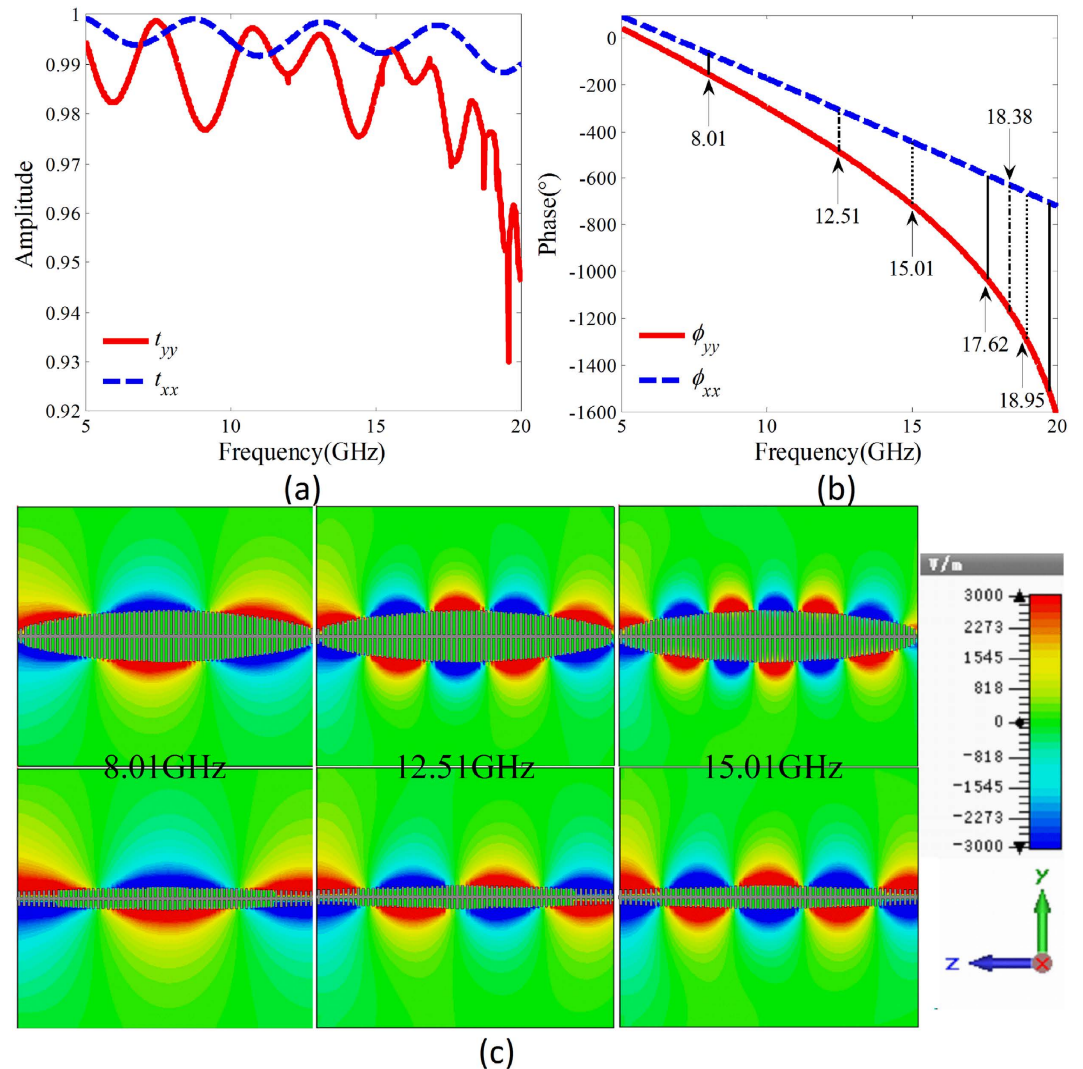 1
0.99
0.98
0.97
0.96
0.95
0.94
0.93
0.92
Amplitude
t_yy
t_xx
5 10 15 20
Frequency(GHz)
(a)
0
-200
-400
-600
-800
-1000
-1200
-1400
-1600
Phase(°)
8.01
12.51
15.01
17.62
18.38
18.95
ϕ_yy
ϕ_xx
5 10 15 20
Frequency(GHz)
(b)
8.01GHz
12.51GHz
15.01GHz
V/m
3000
2273
1545
818
0
-818
-1545
-2273
-3000
Y
Z
(c)